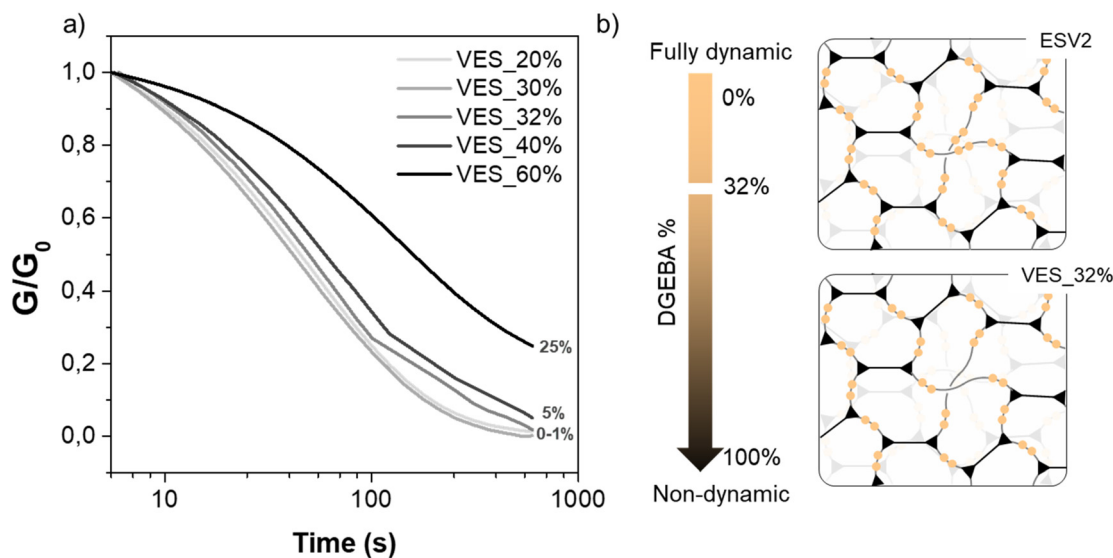 a)
1,0
0,8
0,6
0,4
0,2
0,0
G/G0
VES_20%
VES_30%
VES_32%
VES_40%
VES_60%
25%
5%
0-1%
10
100
1000
Time (s)
b)
Fully dynamic
0%
32%
DGEBA %
100%
Non-dynamic
ESV2
VES_32%